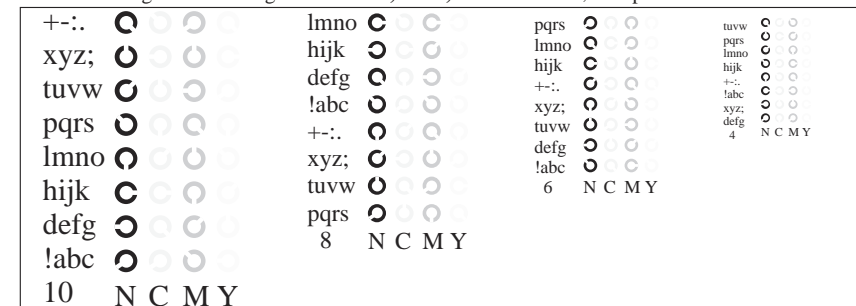 +-:.
xyz;
tuvw
pqrs
lmno
hijk
defg
!abc
10 N C M Y
lmno
hijk
defg
!abc
+-:.
xyz;
tuvw
pqrs
8 N C M Y
pqrs
lmno
hijk
+-:.
xyz;
tuvw
defg
!abc
6 N C M Y
tuvw
pqrs
lmno
hijk
+-:.
!abc
xyz;
defg
4 N C M Y